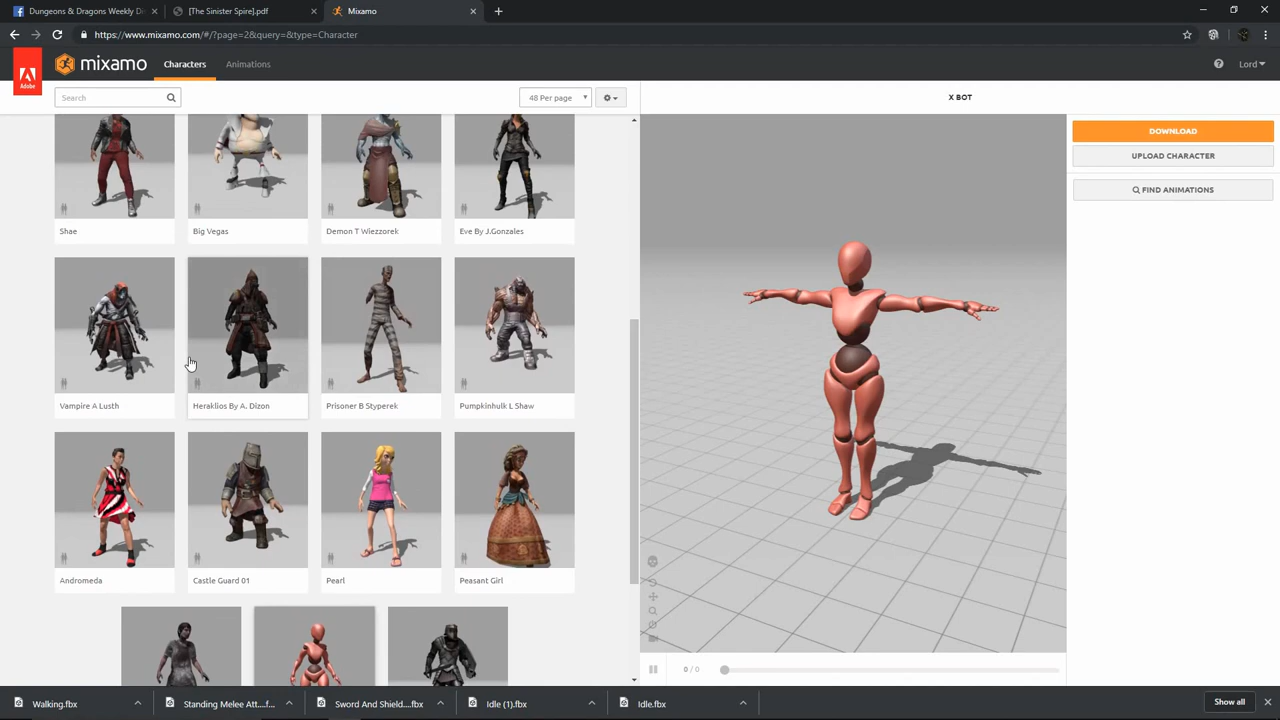 Dungeons & Dragons Weekly Di
[The Sinister Spire].pdf
Mixamo
https://www.mixamo.com/#/?page=2&query=&type=Character
Adobe
mixamo
Characters
Animations
Lord
Search
48 Per page
X BOT
DOWNLOAD
UPLOAD CHARACTER
FIND ANIMATIONS
Shae
Big Vegas
Demon T Wiezzorek
Eve By J.Gonzales
Vampire A Lusth
Heraklios By A. Dizon
Prisoner B Styperek
Pumpkinhulk L Shaw
Andromeda
Castle Guard 01
Pearl
Peasant Girl
0 / 0
Walking.fbx
Standing Melee Att....f...
Sword And Shield....fbx
Idle (1).fbx
Idle.fbx
Show all